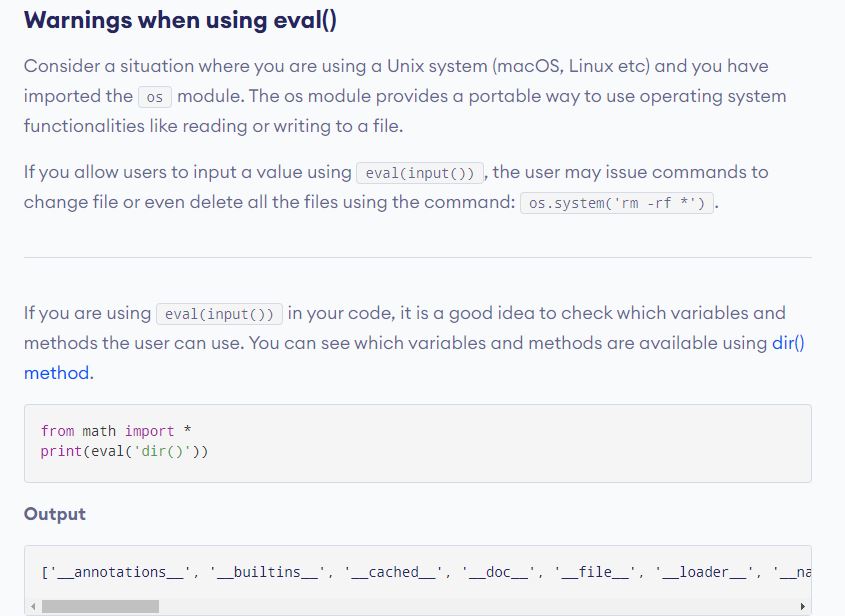 Warnings when using eval()
Consider a situation where you are using a Unix system (macOS, Linux etc) and you have
imported the os module. The os module provides a portable way to use operating system
functionalities like reading or writing to a file.
If you allow users to input a value using eval(input()), the user may issue commands to
change file or even delete all the files using the command: os.system('rm -rf *').
If you are using eval(input()) in your code, it is a good idea to check which variables and
methods the user can use. You can see which variables and methods are available using dir()
method.
from math import *
print(eval('dir()'))
Output
['__annotations__', '__builtins__', '__cached__', '__doc__', '__file__', '__loader__', '__na